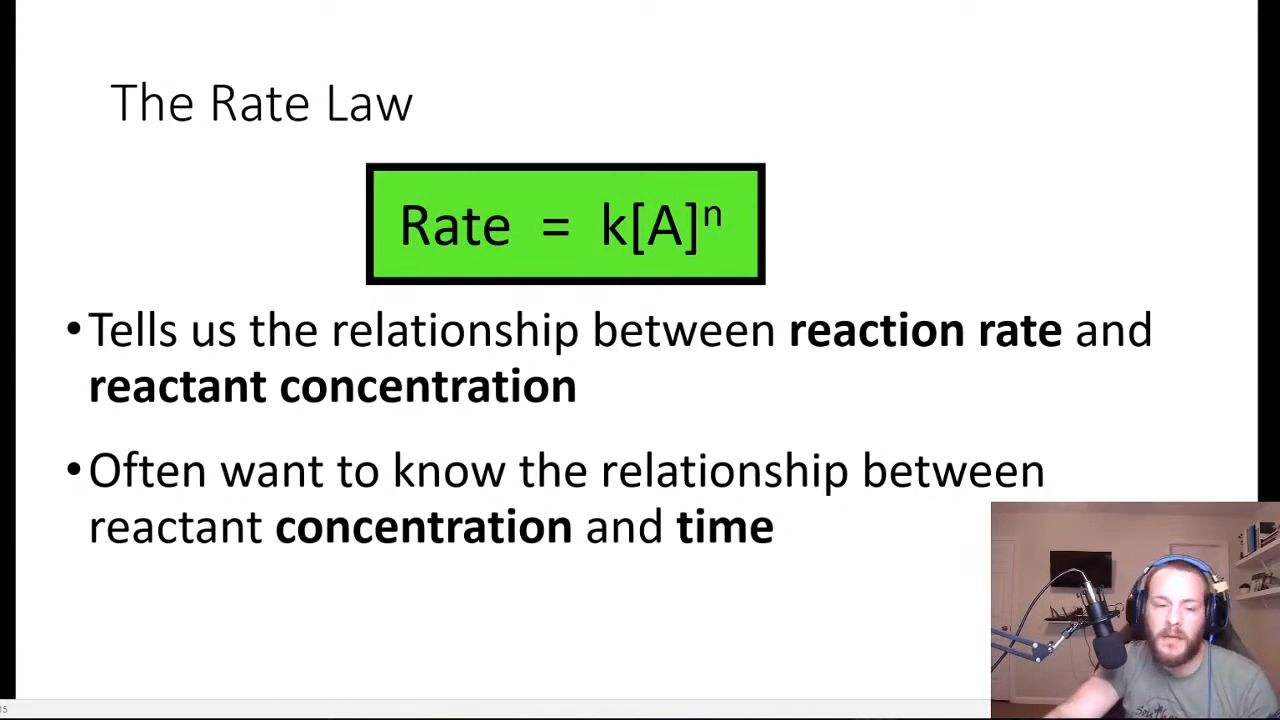 The Rate Law
Rate = k[A]ⁿ
•Tells us the relationship between reaction rate and
reactant concentration
•Often want to know the relationship between
reactant concentration and time
15